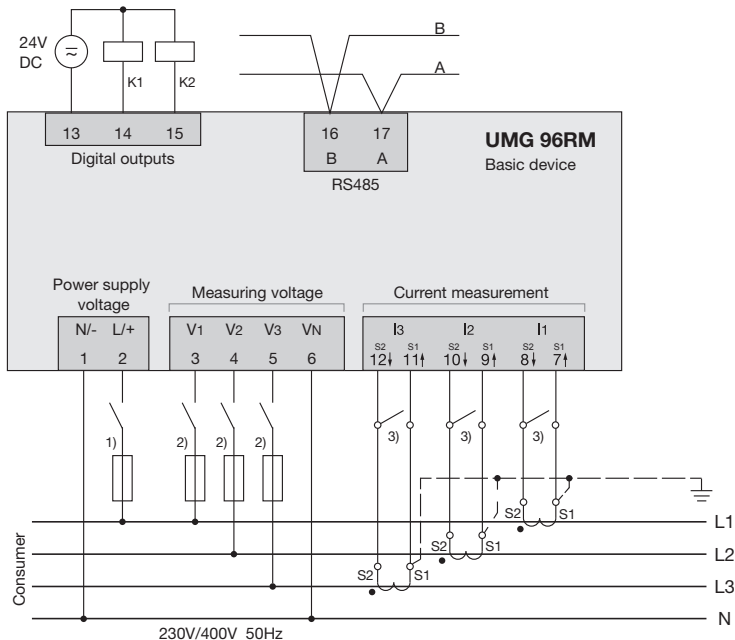 B
24V
DC
A
K1 K2
13 14 15
16 17
B A
UMG 96RM
Basic device
Digital outputs
RS485
Power supply
voltage
Measuring voltage
Current measurement
N/- L/+
V1 V2 V3 VN
I3 I2 I1
S2 S1 S2 S1 S2 S1
1 2 3 4 5 6 12 11 10 9 8 7
1) 2) 2) 2) 3) 3) 3)
S2 S1 L1
S2 S1 L2
S2 S1 L3
N
Consumer
230V/400V 50Hz